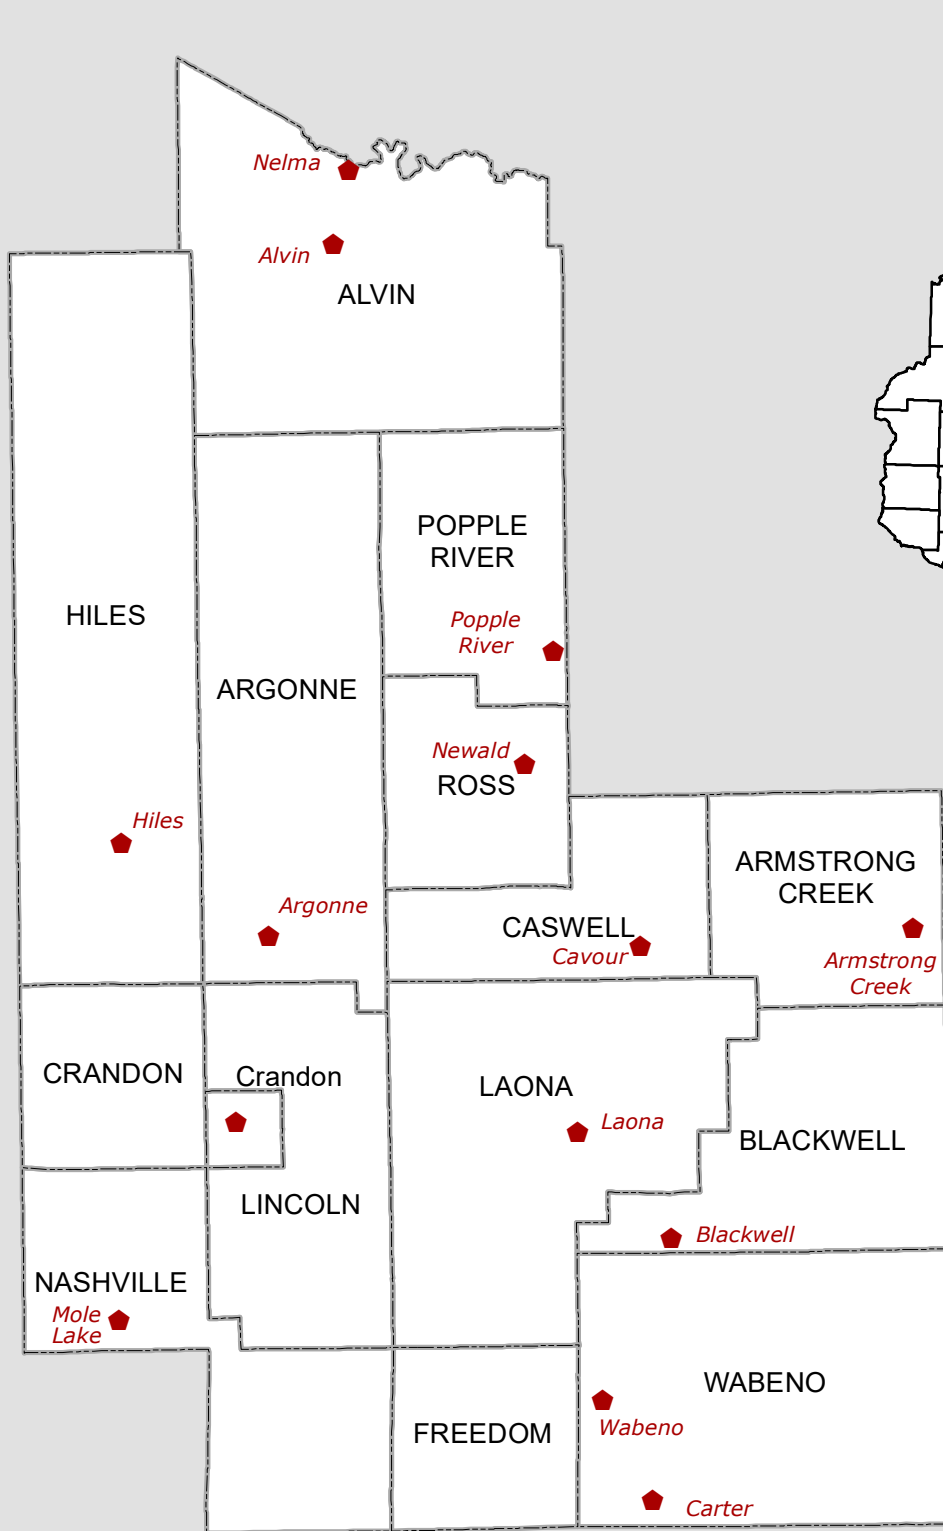 Nelma
Alvin
ALVIN
POPPLE
RIVER
HILES
Popple
River
ARGONNE
Newald
ROSS
Hiles
ARMSTRONG
CREEK
Argonne
CASWELL
Cavour
Armstrong
Creek
CRANDON
Crandon
LAONA
Laona
BLACKWELL
LINCOLN
Blackwell
NASHVILLE
Mole
Lake
WABENO
Wabeno
FREEDOM
Carter